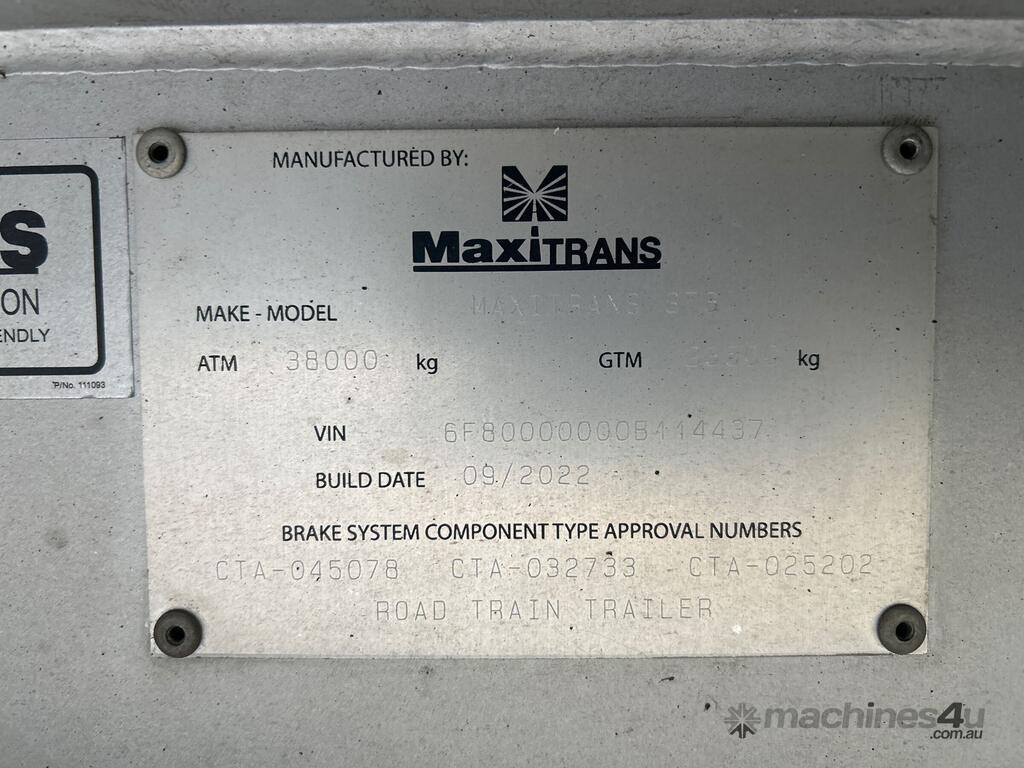 MANUFACTURED BY:
MaxiTRANS
MAKE - MODEL MAXITRANS ST3
ATM 38000 kg GTM kg
VIN 6F80000000B114437
BUILD DATE 09/2022
BRAKE SYSTEM COMPONENT TYPE APPROVAL NUMBERS
CTA-045078 CTA-032733 CTA-025202
ROAD TRAIN TRAILER
S
ON
ENDLY
P/No. 111093
machines4u
.com.au